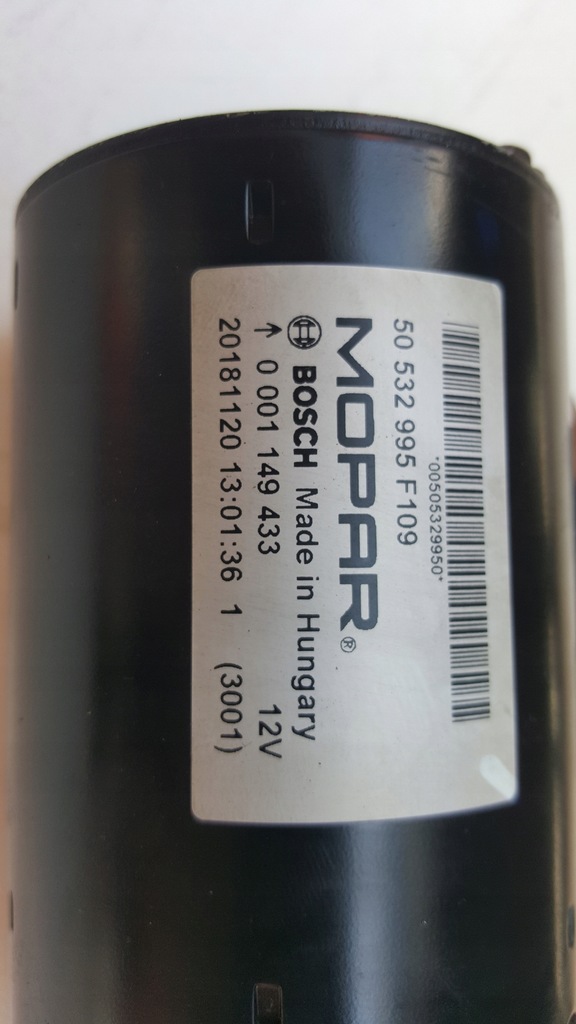 *00505329950*
50 532 995 F109
MOPAR®
BOSCH Made in Hungary
↑ 0 001 149 433 12V
20181120 13:01:36 1 (3001)